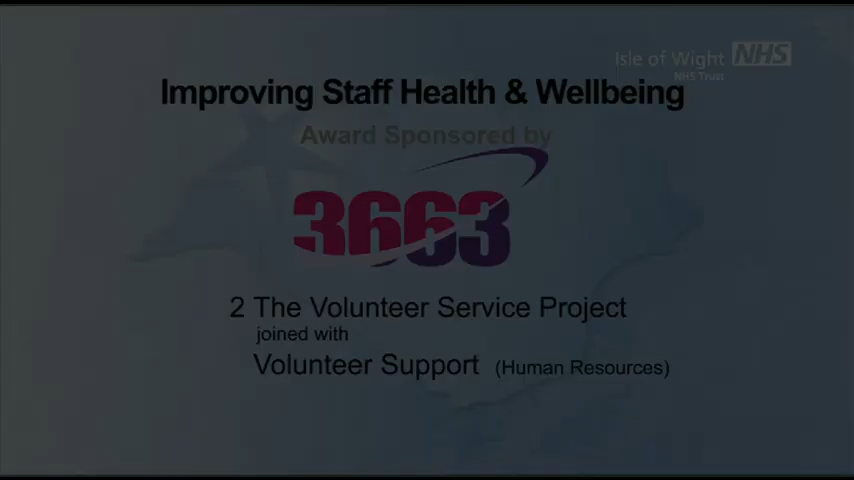 Isle of Wight NHS
NHS Trust
Improving Staff Health & Wellbeing
Award Sponsored by
3663
2 The Volunteer Service Project
joined with
Volunteer Support (Human Resources)